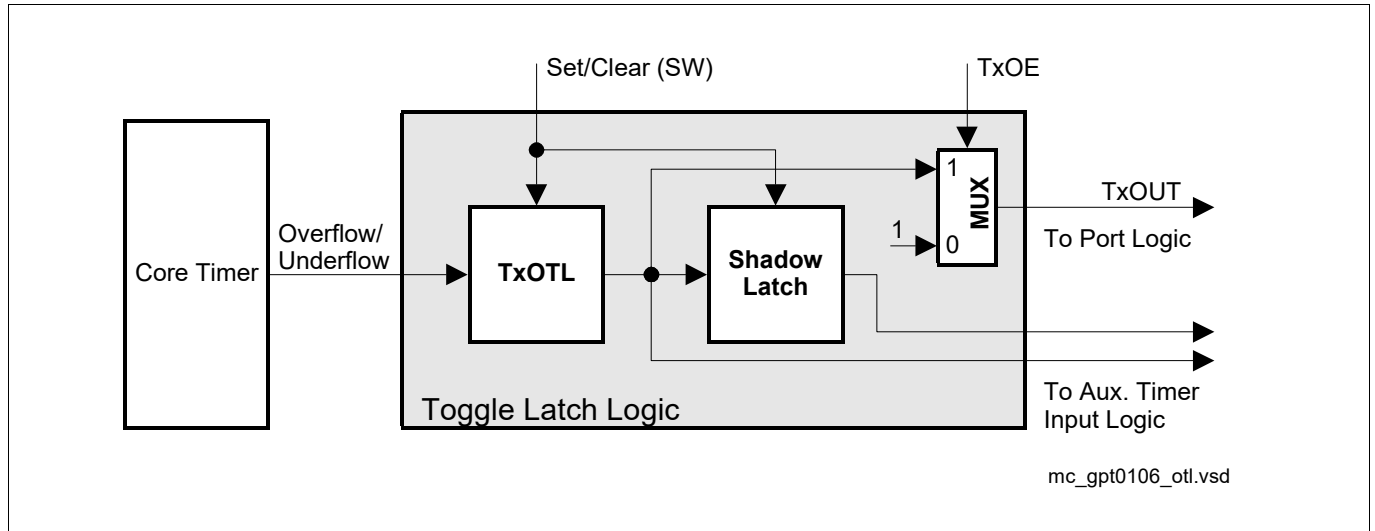 Set/Clear (SW)
TxOE
Core Timer
Overflow/
Underflow
TxOTL
Shadow
Latch
1
1
0
MUX
TxOUT
To Port Logic
To Aux. Timer
Input Logic
Toggle Latch Logic
mc_gpt0106_otl.vsd